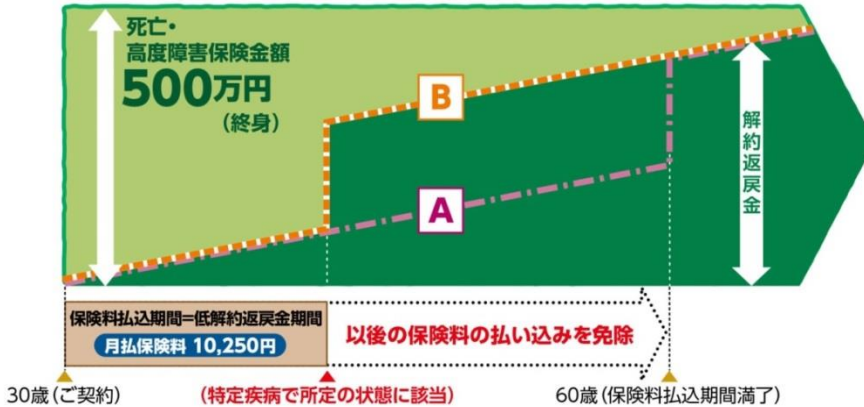 死亡・
高度障害保険金額
500万円
(終身)
B
A
解約返戻金
保険料払込期間=低解約返戻金期間
月払保険料 10,250円
以後の保険料の払い込みを免除
30歳(ご契約)
(特定疾病で所定の状態に該当)
60歳(保険料払込期間満了)